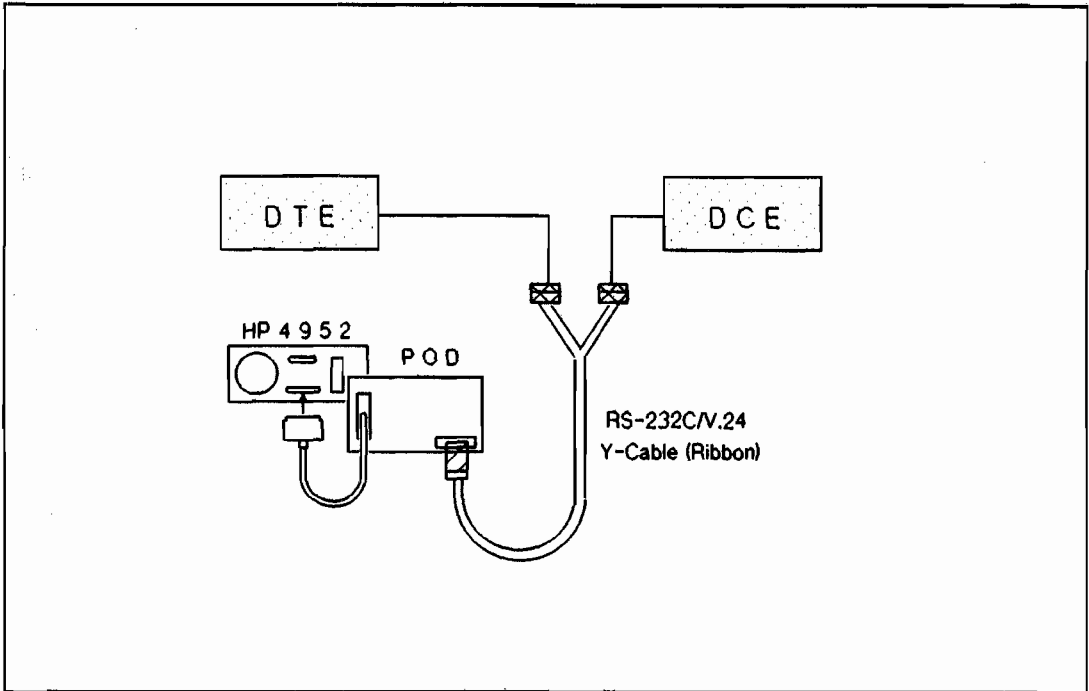 DTE
DCE
HP 4952
POD
RS-232C/V.24
Y-Cable (Ribbon)